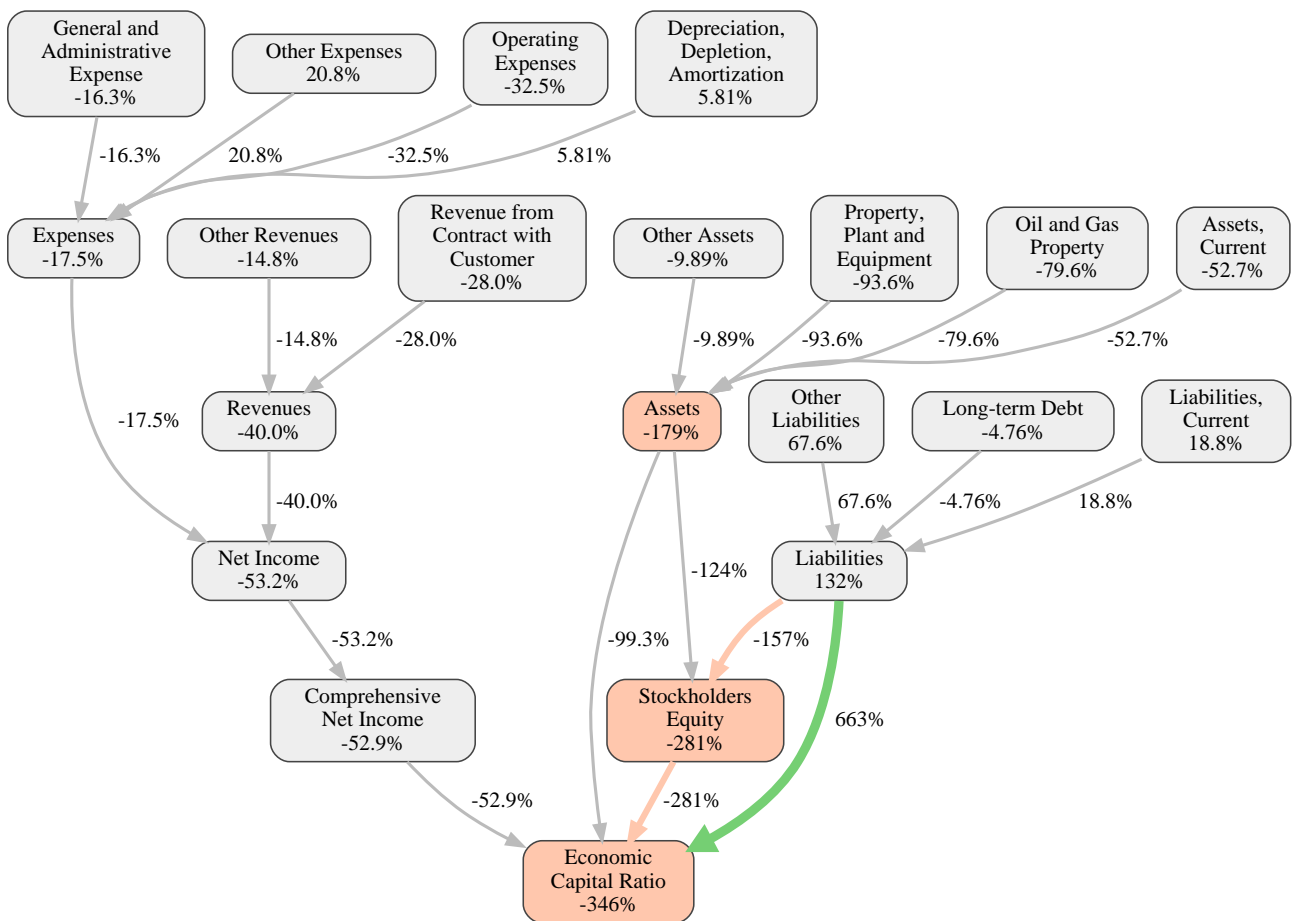 General and
Administrative
Expense
-16.3%
Other Expenses
20.8%
Operating
Expenses
-32.5%
Depreciation,
Depletion,
Amortization
5.81%
-16.3%
20.8%
-32.5%
5.81%
Expenses
-17.5%
Other Revenues
-14.8%
Revenue from
Contract with
Customer
-28.0%
Other Assets
-9.89%
Property,
Plant and
Equipment
-93.6%
Oil and Gas
Property
-79.6%
Assets,
Current
-52.7%
-14.8%
-28.0%
-9.89%
-93.6%
-79.6%
-52.7%
-17.5%
Revenues
-40.0%
Assets
-179%
Other
Liabilities
67.6%
Long-term Debt
-4.76%
Liabilities,
Current
18.8%
-40.0%
67.6%
-4.76%
18.8%
Net Income
-53.2%
-124%
Liabilities
132%
-53.2%
-99.3%
-157%
663%
Comprehensive
Net Income
-52.9%
Stockholders
Equity
-281%
-52.9%
-281%
Economic
Capital Ratio
-346%